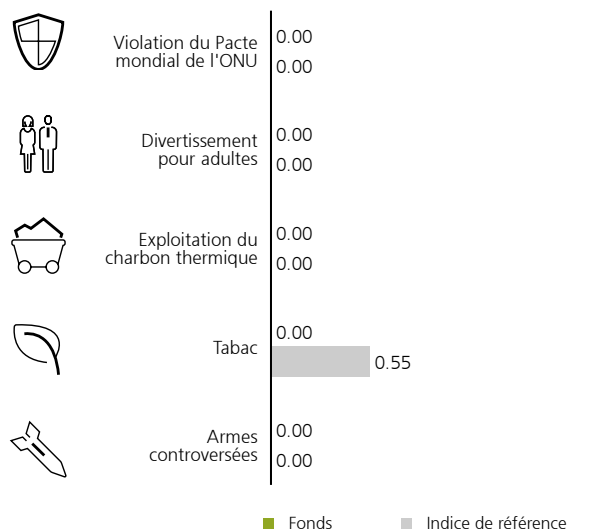 Violation du Pacte
mondial de l'ONU
0.00
0.00
Divertissement
pour adultes
0.00
0.00
Exploitation du
charbon thermique
0.00
0.00
Tabac
0.00
0.55
Armes
controversées
0.00
0.00
Fonds Indice de référence